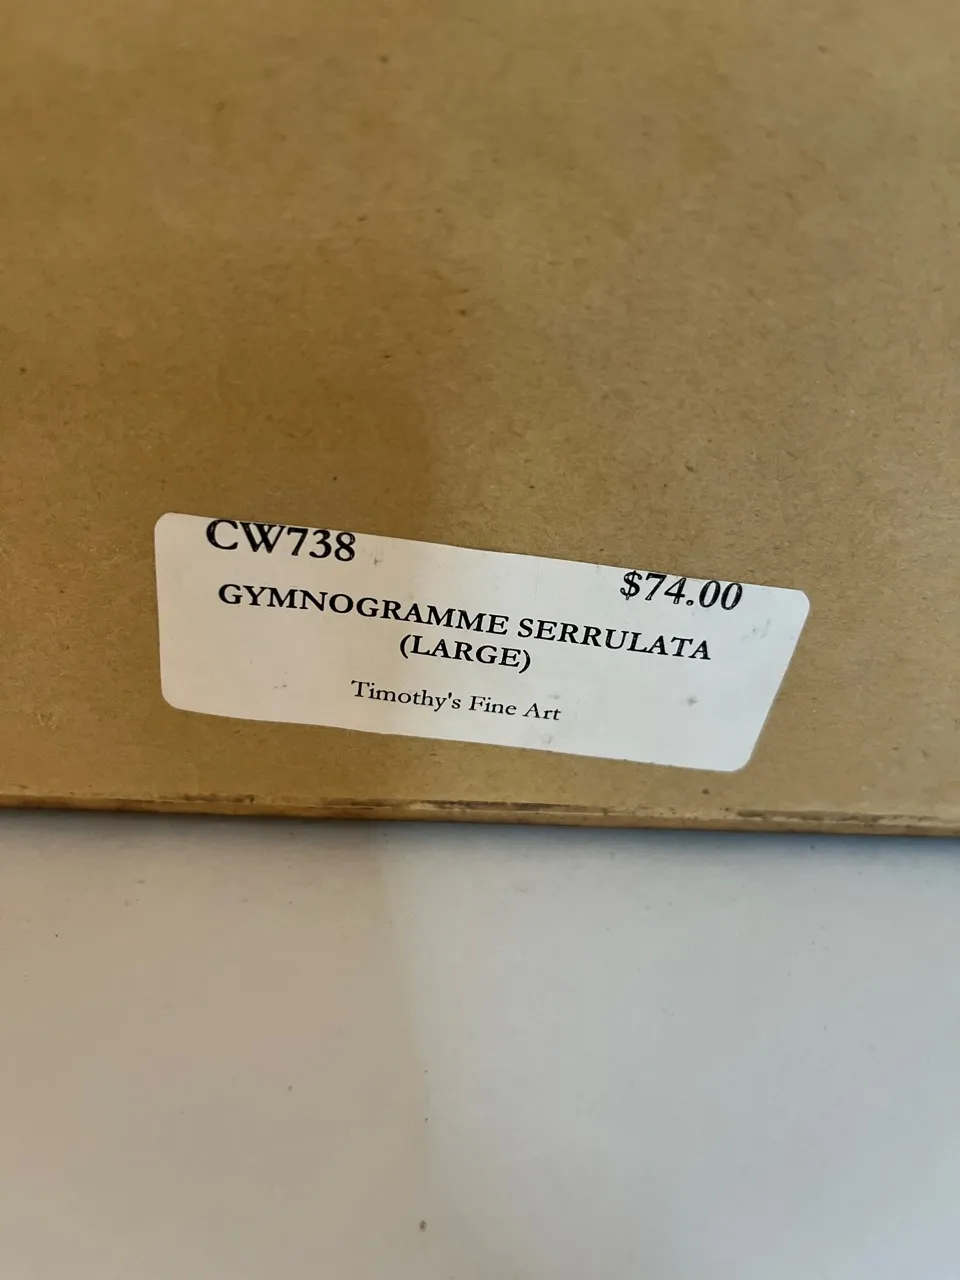 CW738
$74.00
GYMNOGRAMME SERRULATA
(LARGE)
Timothy's Fine Art